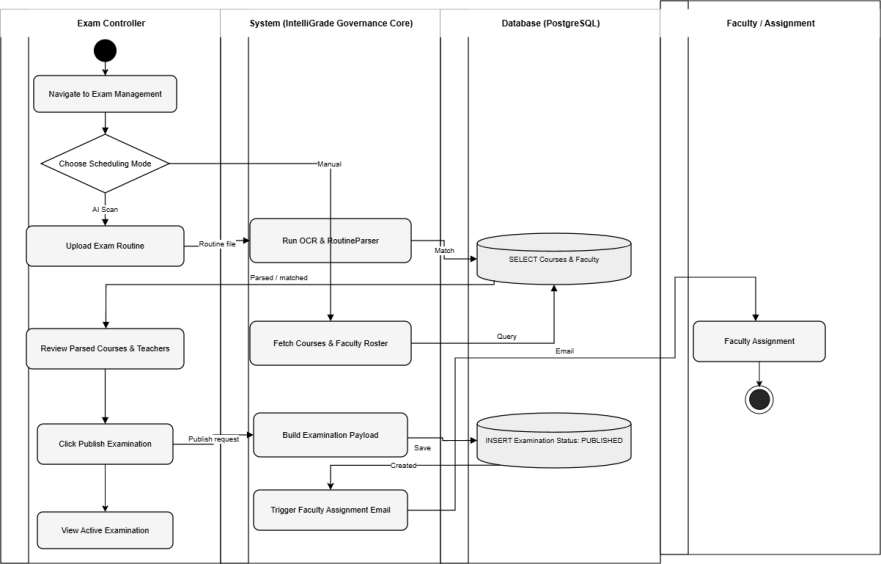 Exam Controller
System (IntelliGrade Governance Core)
Database (PostgreSQL)
Faculty / Assignment
Navigate to Exam Management
Choose Scheduling Mode
Manual
AI Scan
Upload Exam Routine
Routine file
Run OCR & RoutineParser
Match
SELECT Courses & Faculty
Parsed / matched
Review Parsed Courses & Teachers
Fetch Courses & Faculty Roster
Query
Email
Faculty Assignment
Click Publish Examination
Publish request
Build Examination Payload
Save
INSERT Examination Status: PUBLISHED
Created
Trigger Faculty Assignment Email
View Active Examination